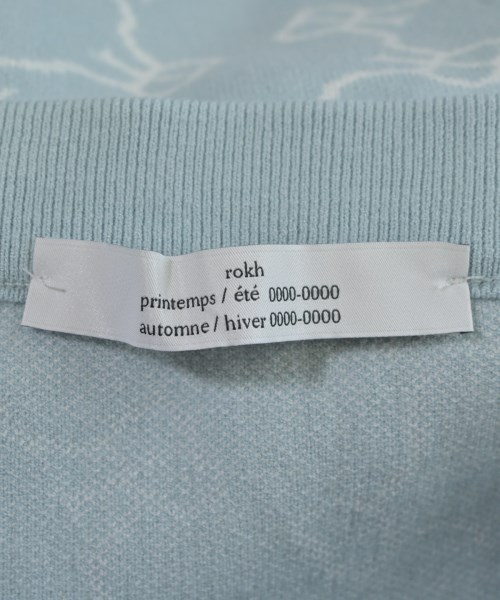 rokh
printemps / été 0000-0000
automne / hiver 0000-0000